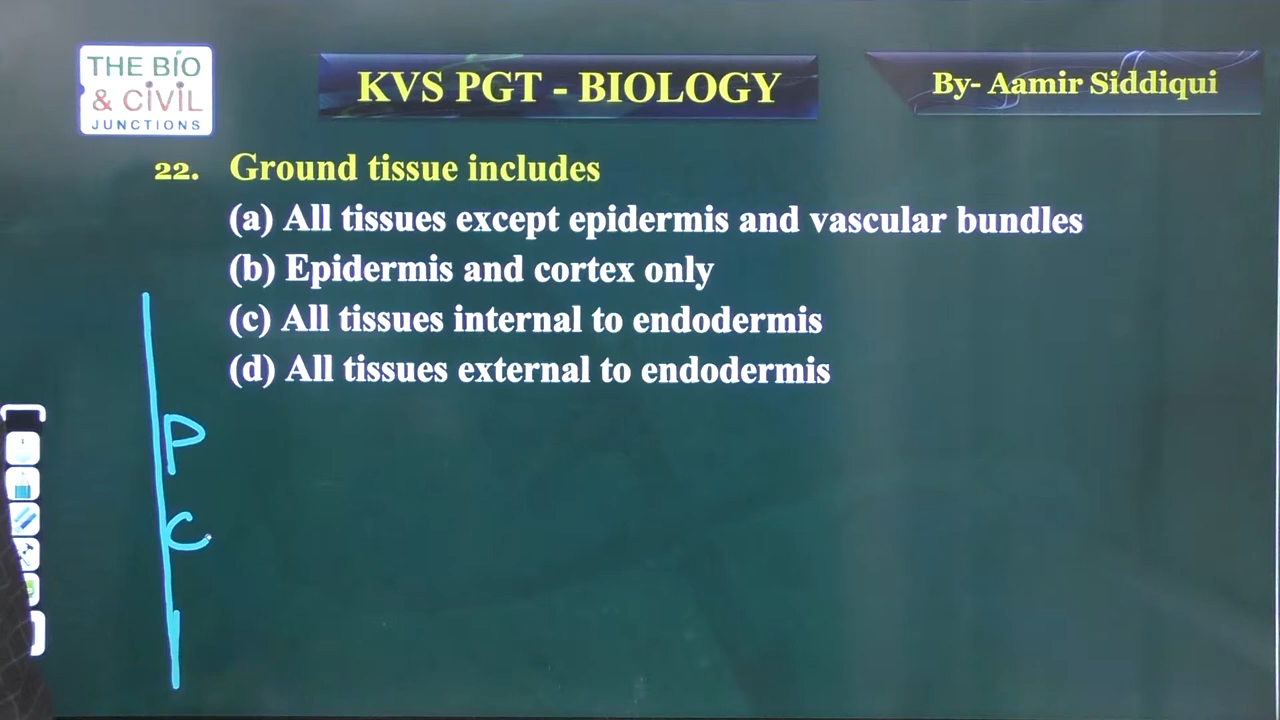 THE BIO
& CIVIL
JUNCTIONS
KVS PGT - BIOLOGY
By- Aamir Siddiqui
22. Ground tissue includes
(a) All tissues except epidermis and vascular bundles
(b) Epidermis and cortex only
(c) All tissues internal to endodermis
(d) All tissues external to endodermis
P
C